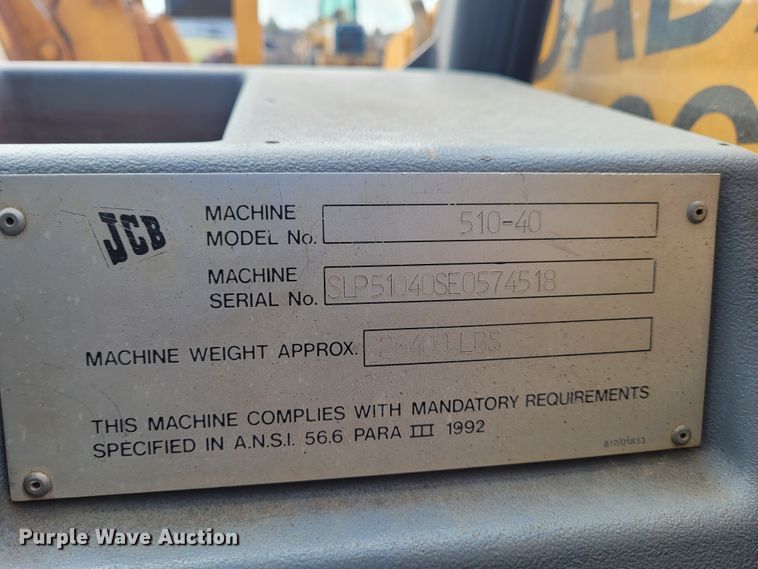 JCB
MACHINE MODEL No. 510-40
MACHINE SERIAL No. SLP51040SE0574518
MACHINE WEIGHT APPROX. 26400 LBS
THIS MACHINE COMPLIES WITH MANDATORY REQUIREMENTS
SPECIFIED IN A.N.S.I. 56.6 PARA III 1992
817/01833
Purple Wave Auction